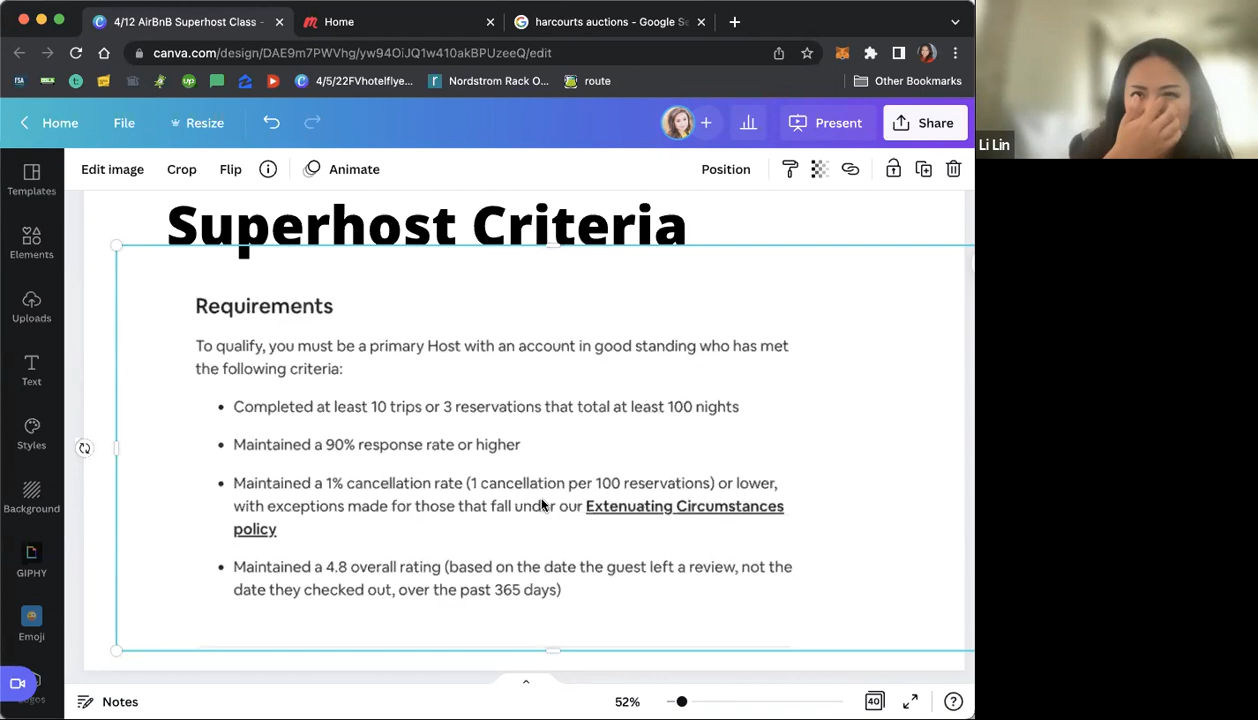 4/12 AirBnB Superhost Class -
Home
harcourts auctions - Google Se
canva.com/design/DAE9m7PWVhg/yw94OiJQ1w410akBPUzeeQ/edit
4/5/22FVhotelflye...
Nordstrom Rack O...
route
Other Bookmarks
Home
File
Resize
Present
Share
Edit image
Crop
Flip
Animate
Position
Templates
Elements
Uploads
Text
Styles
Background
GIPHY
Emoji
Superhost Criteria
Requirements
To qualify, you must be a primary Host with an account in good standing who has met
the following criteria:
• Completed at least 10 trips or 3 reservations that total at least 100 nights
• Maintained a 90% response rate or higher
• Maintained a 1% cancellation rate (1 cancellation per 100 reservations) or lower,
with exceptions made for those that fall under our Extenuating Circumstances
policy
• Maintained a 4.8 overall rating (based on the date the guest left a review, not the
date they checked out, over the past 365 days)
Notes
52%
40
Li Lin